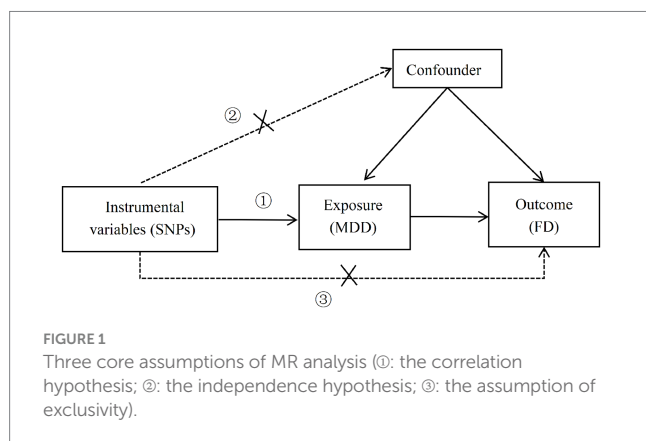 Confounder
②
Instrumental
variables (SNPs)
①
Exposure
(MDD)
Outcome
(FD)
③
FIGURE 1
Three core assumptions of MR analysis (①: the correlation
hypothesis; ②: the independence hypothesis; ③: the assumption of
exclusivity).